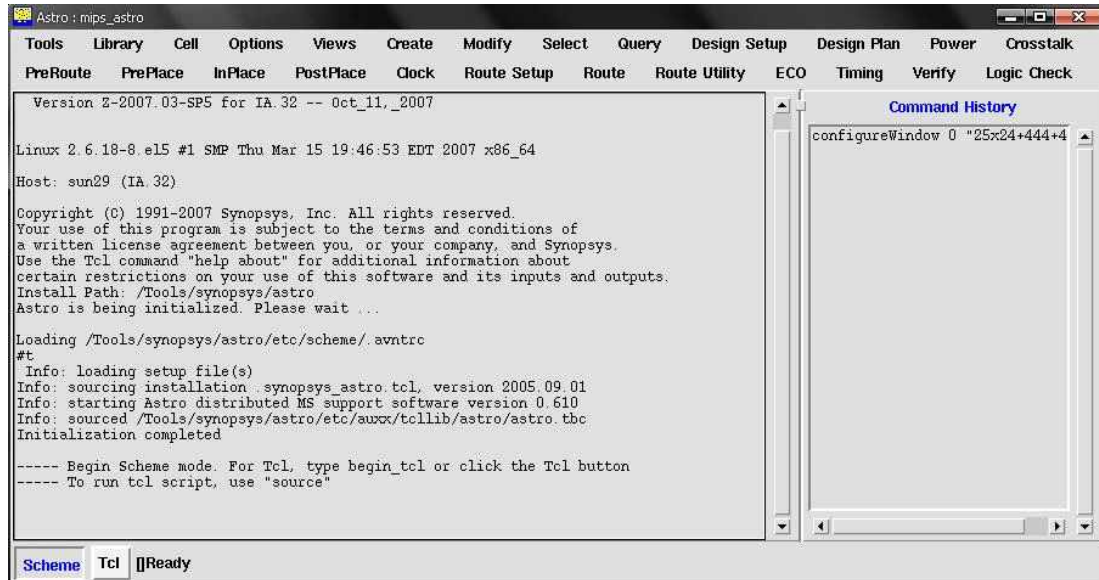 Astro : mips_astro
Tools Library Cell Options Views Create Modify Select Query Design Setup Design Plan Power Crosstalk
PreRoute PrePlace InPlace PostPlace Clock Route Setup Route Route Utility ECO Timing Verify Logic Check
Version Z-2007.03-SP5 for IA.32 -- Oct_11,_2007
Linux 2.6.18-8.el5 #1 SMP Thu Mar 15 19:46:53 EDT 2007 x86_64
Host: sun29 (IA.32)
Copyright (C) 1991-2007 Synopsys, Inc. All rights reserved.
Your use of this program is subject to the terms and conditions of
a written license agreement between you, or your company, and Synopsys.
Use the Tcl command "help about" for additional information about
certain restrictions on your use of this software and its inputs and outputs.
Install Path: /Tools/synopsys/astro
Astro is being initialized. Please wait ...
Loading /Tools/synopsys/astro/etc/scheme/.avntrc
#t
Info: loading setup file(s)
Info: sourcing installation .synopsys_astro.tcl, version 2005.09.01
Info: starting Astro distributed MS support software version 0.610
Info: sourced /Tools/synopsys/astro/etc/auxx/tcllib/astro/astro.tbc
Initialization completed
----- Begin Scheme mode. For Tcl, type begin_tcl or click the Tcl button
----- To run tcl script, use "source"
Command History
configureWindow 0 "25x24+444+4
Scheme Tcl []Ready